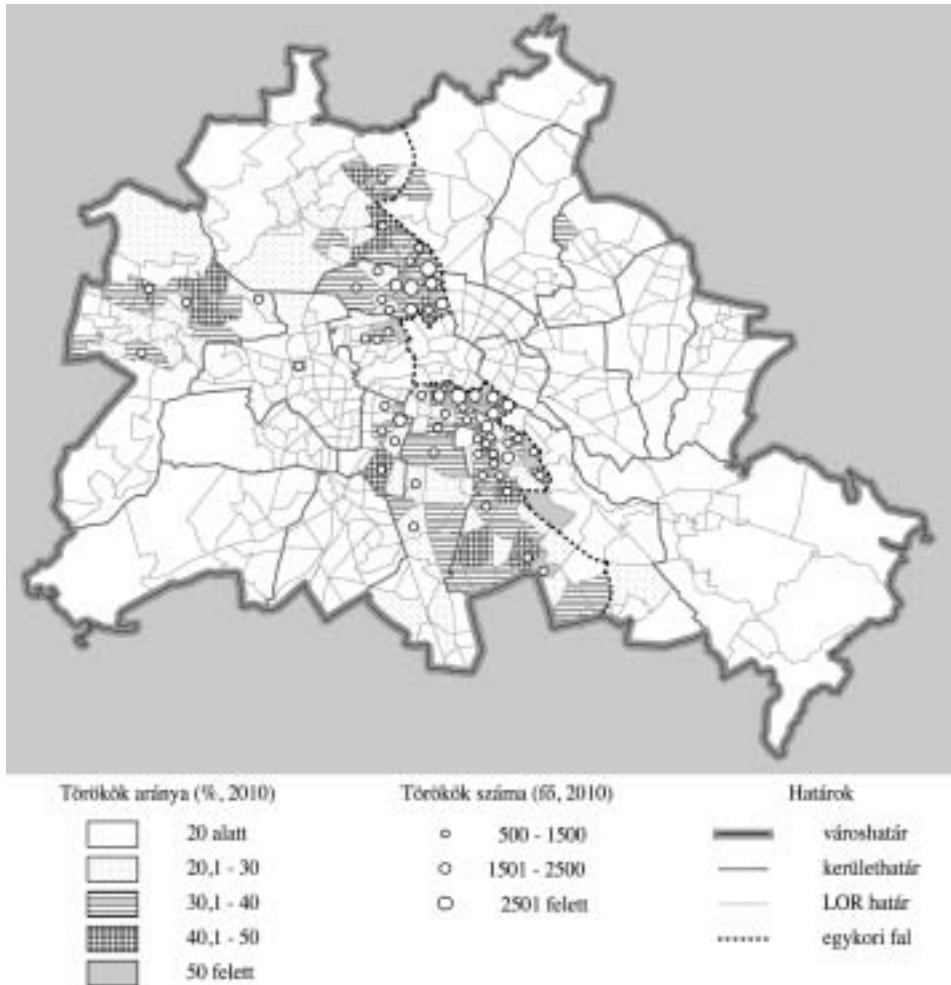 Törökök aránya (%, 2010)
20 alatt
20,1 - 30
30,1 - 40
40,1 - 50
50 felett
Törökök száma (fő, 2010)
500 - 1500
1501 - 2500
2501 felett
Határok
városhatár
kerülethatár
LOR határ
egykori fal